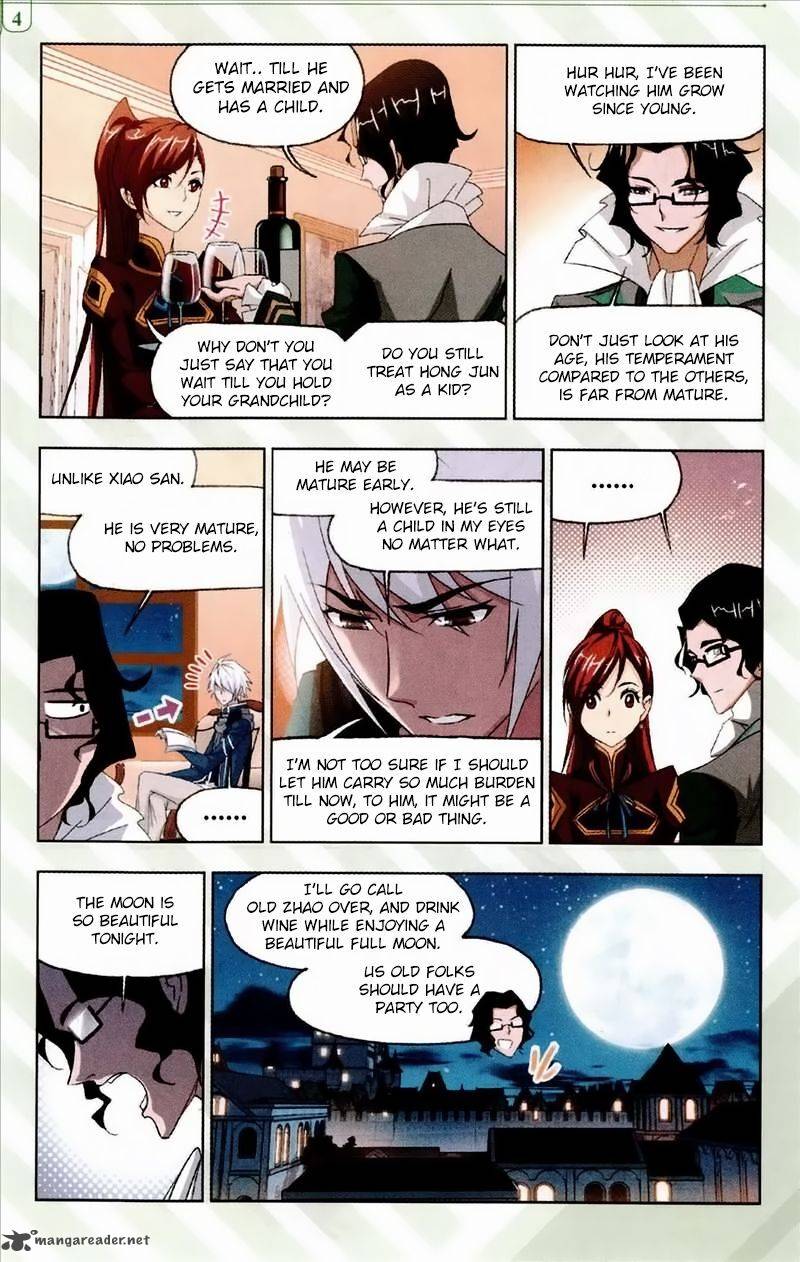 4
WAIT.. TILL HE
GETS MARRIED AND
HAS A CHILD.
WHY DON'T YOU
JUST SAY THAT YOU
WAIT TILL YOU HOLD
YOUR GRANDCHILD?
DO YOU STILL
TREAT HONG JUN
AS A KID?
HUR HUR, I'VE BEEN
WATCHING HIM GROW
SINCE YOUNG.
DON'T JUST LOOK AT HIS
AGE, HIS TEMPERAMENT
COMPARED TO THE OTHERS,
IS FAR FROM MATURE.
UNLIKE XIAO SAN.
HE IS VERY MATURE,
NO PROBLEMS.
......
HE MAY BE
MATURE EARLY.
HOWEVER, HE'S STILL
A CHILD IN MY EYES
NO MATTER WHAT.
I'M NOT TOO SURE IF I SHOULD
LET HIM CARRY SO MUCH BURDEN
TILL NOW, TO HIM, IT MIGHT BE A
GOOD OR BAD THING.
......
THE MOON IS
SO BEAUTIFUL
TONIGHT.
I'LL GO CALL
OLD ZHAO OVER, AND DRINK
WINE WHILE ENJOYING A
BEAUTIFUL FULL MOON.
US OLD FOLKS
SHOULD HAVE A
PARTY TOO.
mangareader.net